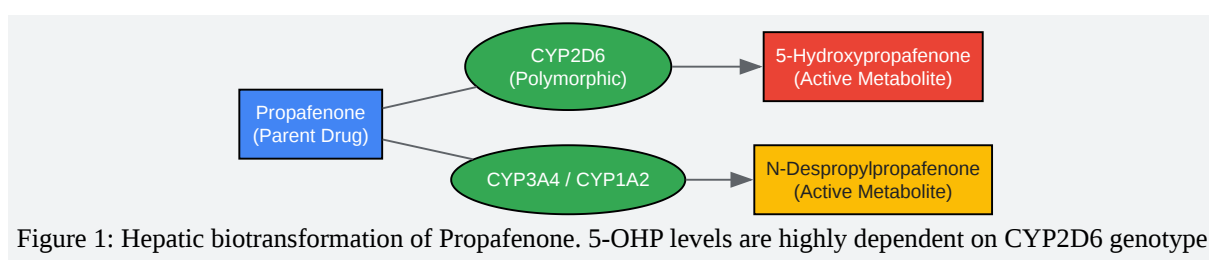 CYP2D6
(Polymorphic)
5-Hydroxypropafenone
(Active Metabolite)
Propafenone
(Parent Drug)
CYP3A4 / CYP1A2
N-Despropylpropafenone
(Active Metabolite)
Figure 1: Hepatic biotransformation of Propafenone. 5-OHP levels are highly dependent on CYP2D6 genotype